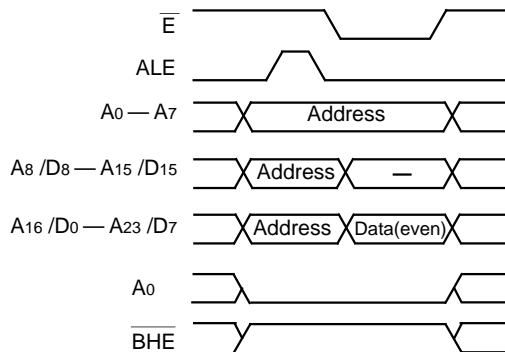 E
ALE
A0 — A7 Address
A8 /D8 — A15 /D15 Address –
A16 /D0 — A23 /D7 Address Data(even)
A0
BHE